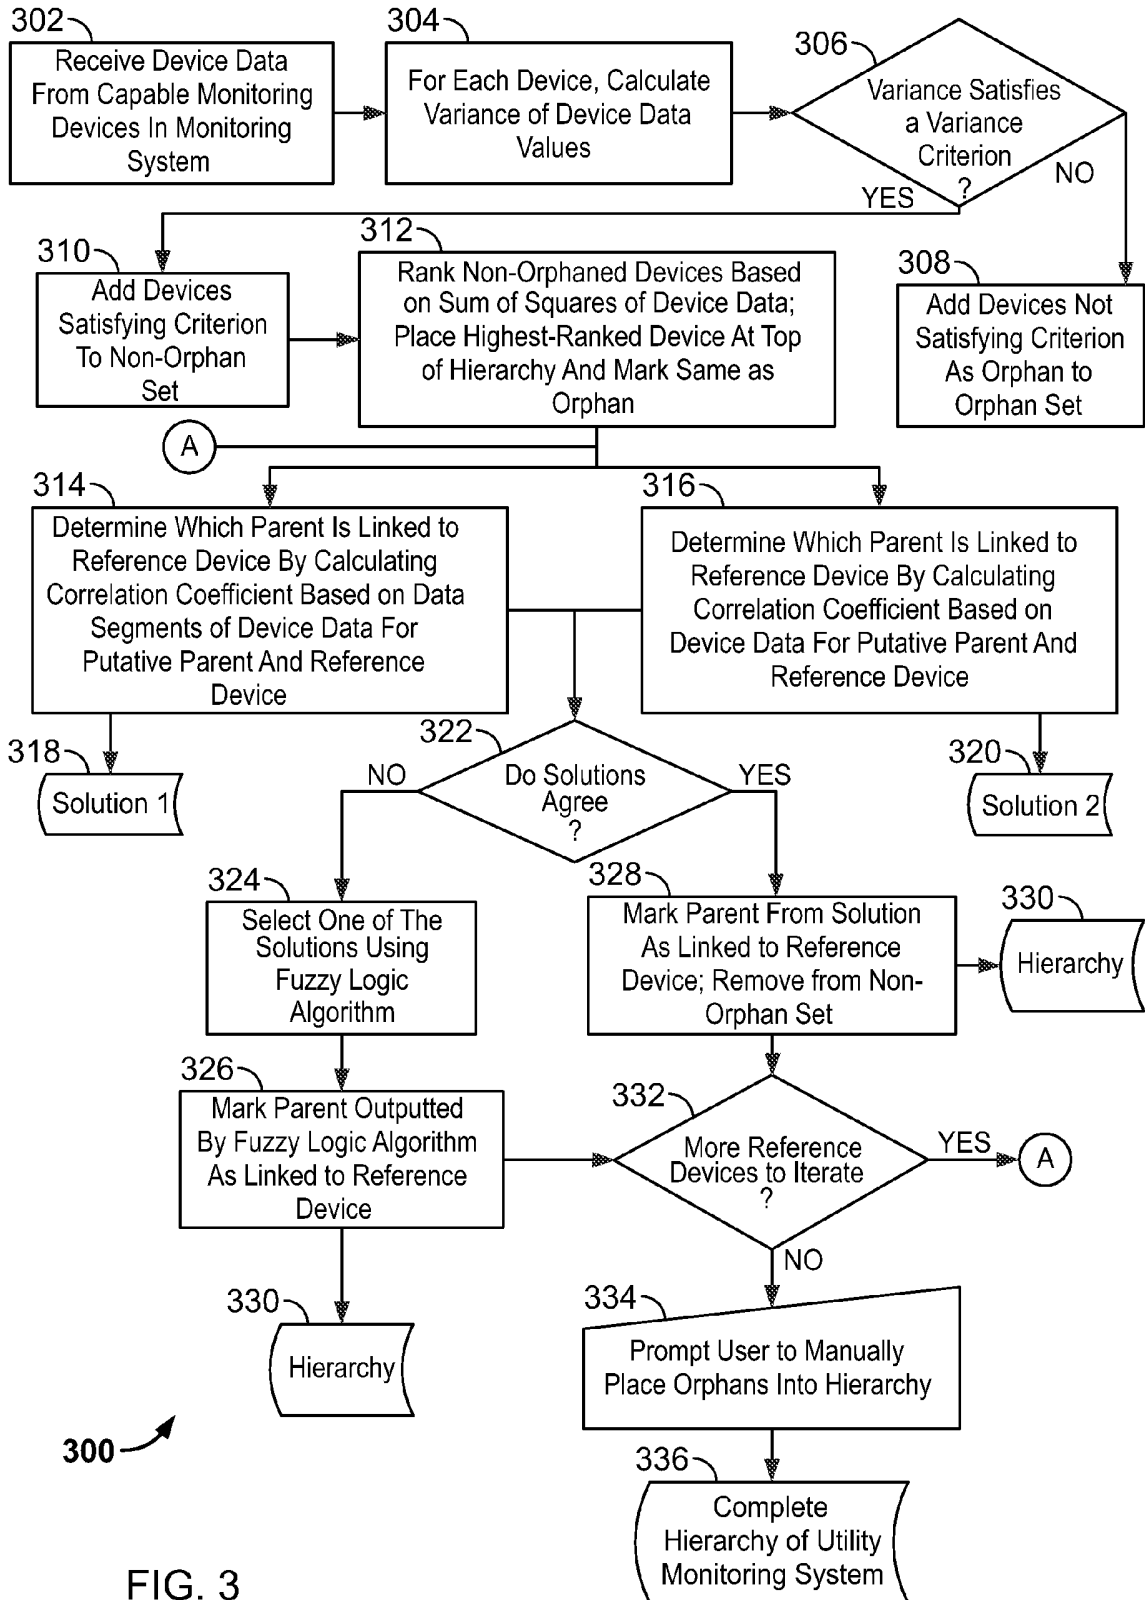 302
Receive Device Data
From Capable Monitoring
Devices In Monitoring
System
304
For Each Device, Calculate
Variance of Device Data
Values
306
Variance Satisfies
a Variance
Criterion
?
YES
NO
310
Add Devices
Satisfying Criterion
To Non-Orphan
Set
312
Rank Non-Orphaned Devices Based
on Sum of Squares of Device Data;
Place Highest-Ranked Device At Top
of Hierarchy And Mark Same as
Orphan
308
Add Devices Not
Satisfying Criterion
As Orphan to
Orphan Set
A
314
Determine Which Parent Is Linked to
Reference Device By Calculating
Correlation Coefficient Based on Data
Segments of Device Data For
Putative Parent And Reference
Device
316
Determine Which Parent Is Linked to
Reference Device By Calculating
Correlation Coefficient Based on
Device Data For Putative Parent And
Reference Device
318
Solution 1
322
Do Solutions
Agree
?
NO
YES
320
Solution 2
324
Select One of The
Solutions Using
Fuzzy Logic
Algorithm
328
Mark Parent From Solution
As Linked to Reference
Device; Remove from Non-
Orphan Set
330
Hierarchy
326
Mark Parent Outputted
By Fuzzy Logic Algorithm
As Linked to Reference
Device
332
More Reference
Devices to Iterate
?
YES
A
NO
330
Hierarchy
334
Prompt User to Manually
Place Orphans Into Hierarchy
300
336
Complete
Hierarchy of Utility
Monitoring System
FIG. 3